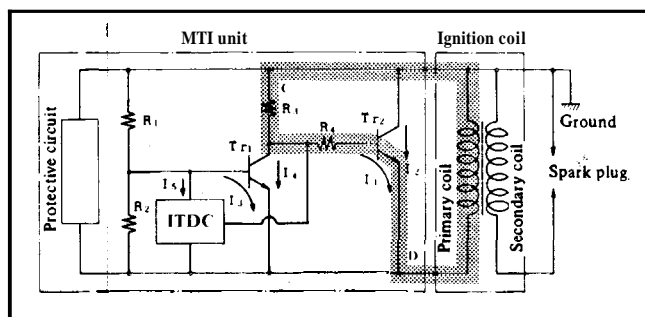 MTI unit
Ignition coil
Protective circuit
R1
R2
C
R3
R4
Tr1
Tr2
I5
I3
I4
I1
I2
ITDC
D
Primary coil
Secondary coil
Ground
Spark plug